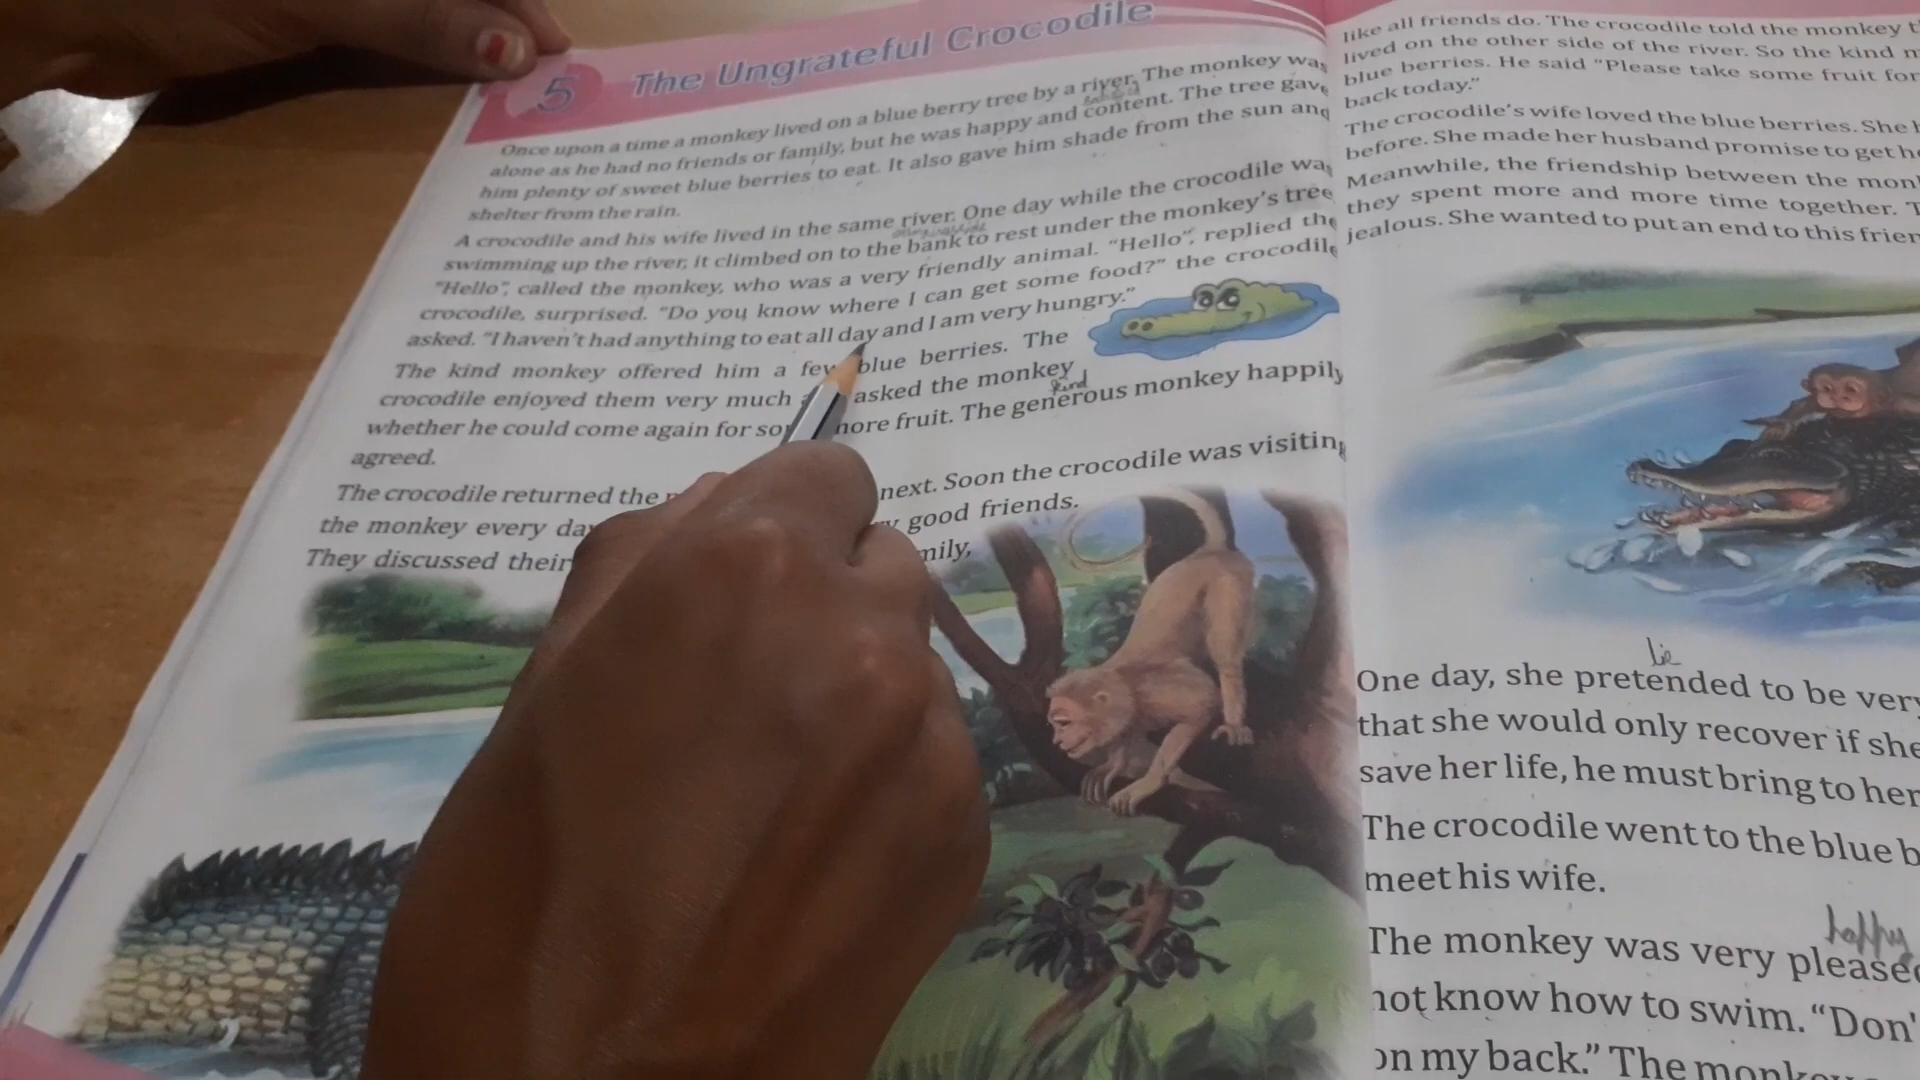 5 The Ungrateful Crocodile
Once upon a time a monkey lived on a blue berry tree by a river. The monkey was
alone as he had no friends or family, but he was happy and content. The tree gave
him plenty of sweet blue berries to eat. It also gave him shade from the sun and
shelter from the rain.
A crocodile and his wife lived in the same river. One day while the crocodile was
swimming up the river, it climbed on to the bank to rest under the monkey's tree
"Hello", called the monkey, who was a very friendly animal. "Hello", replied the
crocodile, surprised. "Do you know where I can get some food?" the crocodile
asked. "I haven't had anything to eat all day and I am very hungry."
The kind monkey offered him a few blue berries. The
crocodile enjoyed them very much asked the monkey
kind
whether he could come again for more fruit. The generous monkey happily
agreed.
The crocodile returned the next. Soon the crocodile was visiting
the monkey every day good friends.
They discussed their
like all friends do. The crocodile told the monkey
lived on the other side of the river. So the kind
blue berries. He said "Please take some fruit for
back today."
The crocodile's wife loved the blue berries. She
before. She made her husband promise to get
Meanwhile, the friendship between the
they spent more and more time together.
jealous. She wanted to put an end to this
lie
One day, she pretended to be very
that she would only recover if she
save her life, he must bring to her
The crocodile went to the blue
meet his wife.
happy
The monkey was very pleased
not know how to swim. "Don't
on my back." The monkey